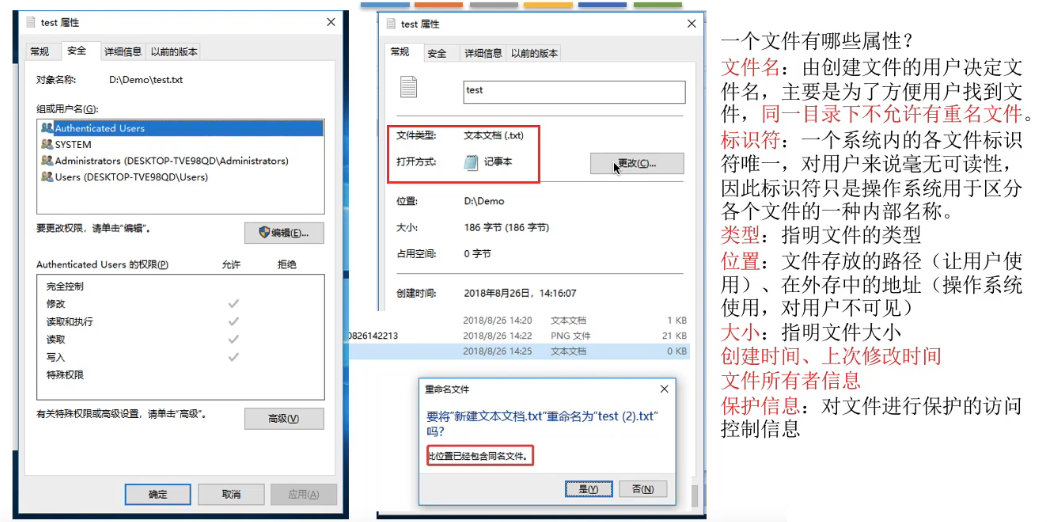 test 属性
常规
安全
详细信息
以前的版本
对象名称:
D:\Demo\test.txt
组或用户名(G):
Authenticated Users
SYSTEM
Administrators (DESKTOP-TVE98QD\Administrators)
Users (DESKTOP-TVE98QD\Users)
要更改权限，请单击"编辑"。
编辑(E)...
Authenticated Users 的权限(P)
允许
拒绝
完全控制
修改
读取和执行
读取
写入
特殊权限
有关特殊权限或高级设置，请单击"高级"。
高级(V)
确定
取消
应用(A)
test 属性
常规
安全
详细信息
以前的版本
test
文件类型:
文本文档 (.txt)
打开方式:
记事本
更改(C)...
位置:
D:\Demo
大小:
186 字节 (186 字节)
占用空间:
0 字节
创建时间:
2018年8月26日，14:16:07
2018/8/26 14:20 文本文档 1 KB
0826142213 2018/8/26 14:22 PNG 文件 21 KB
2018/8/26 14:25 文本文档 0 KB
重命名文件
要将"新建文本文档.txt"重命名为"test (2).txt"
吗?
此位置已经包含同名文件。
是(Y)
否(N)
一个文件有哪些属性？
文件名：由创建文件的用户决定文
件名，主要是为了方便用户找到文
件，同一目录下不允许有重名文件。
标识符：一个系统内的各文件标识
符唯一，对用户来说毫无可读性，
因此标识符只是操作系统用于区分
各个文件的一种内部名称。
类型：指明文件的类型
位置：文件存放的路径（让用户使
用）、在外存中的地址（操作系统
使用，对用户不可见）
大小：指明文件大小
创建时间、上次修改时间
文件所有者信息
保护信息：对文件进行保护的访问
控制信息